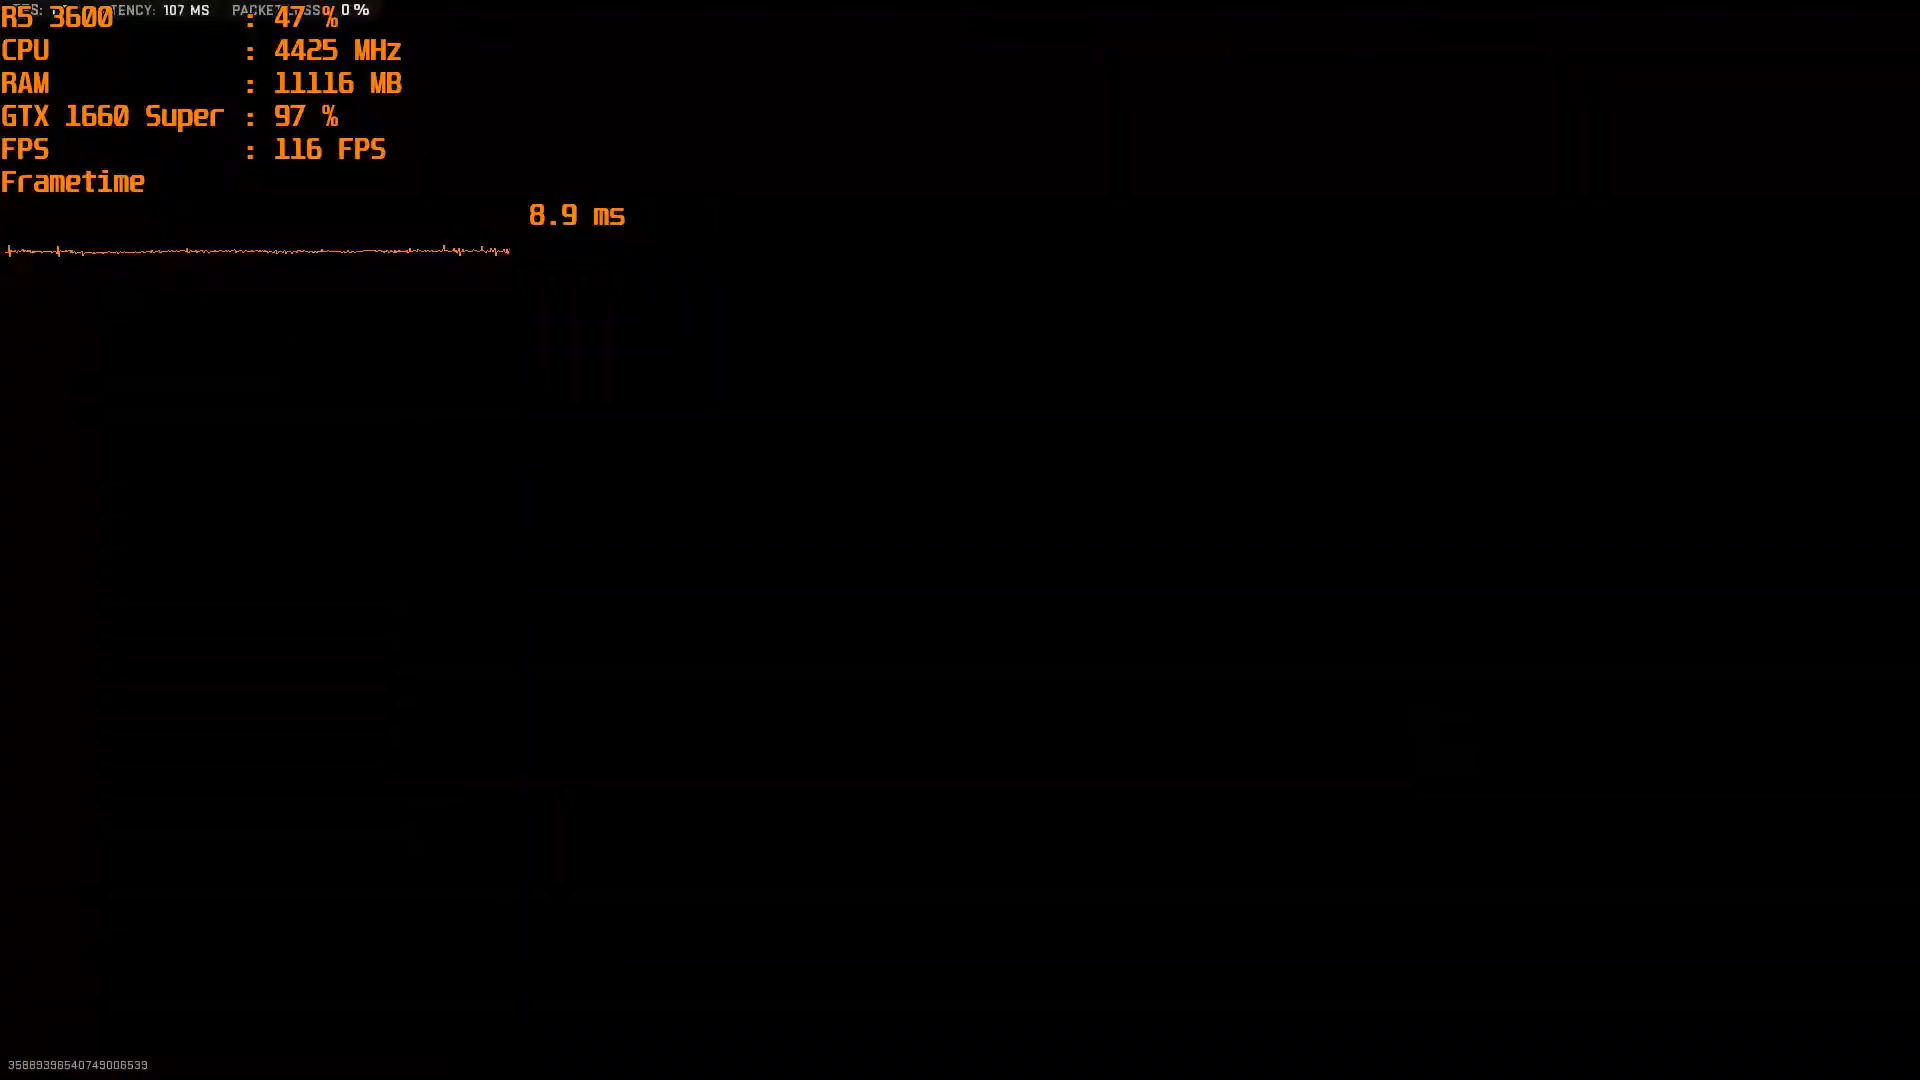 107 MS 0 %
R5 3600 : 47 %
CPU : 4425 MHz
RAM : 11116 MB
GTX 1660 Super : 97 %
FPS : 116 FPS
Frametime
8.9 ms
35889396540749006539